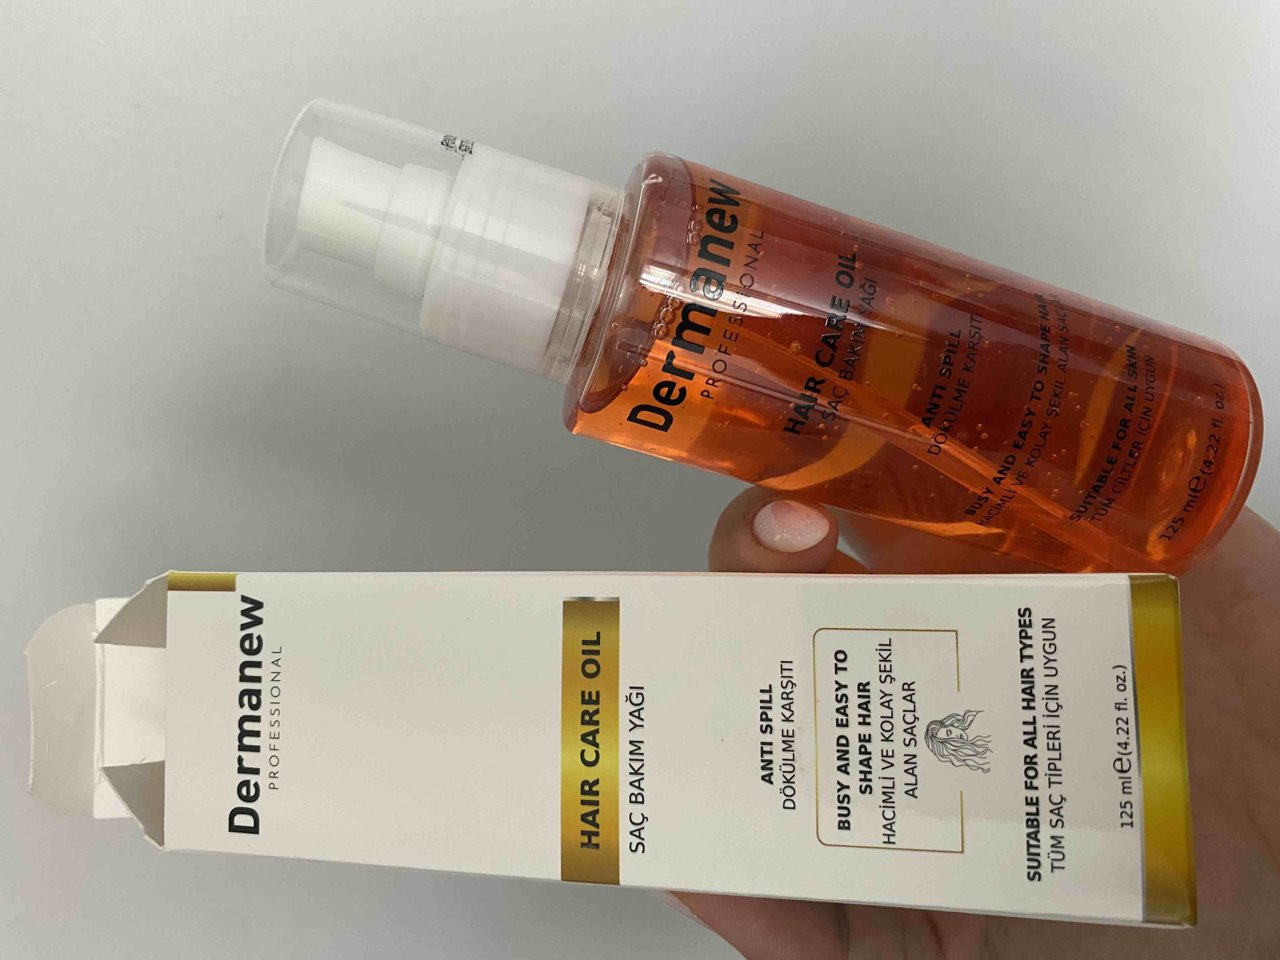 Dermanew
PROFESSIONAL
HAIR CARE OIL
SAÇ BAKIM YAĞI
ANTI SPILL
DÖKÜLME KARŞITI
BUSY AND EASY TO SHAPE HAIR
HACİMLİ VE KOLAY ŞEKİL ALAN SAÇLAR
SUITABLE FOR ALL SKIN
TÜM CİLTLER İÇİN UYGUN
125 ml e (4.22 fl. oz.)
Dermanew
PROFESSIONAL
HAIR CARE OIL
SAÇ BAKIM YAĞI
ANTI SPILL
DÖKÜLME KARŞITI
BUSY AND EASY TO
SHAPE HAIR
HACİMLİ VE KOLAY ŞEKİL
ALAN SAÇLAR
SUITABLE FOR ALL HAIR TYPES
TÜM SAÇ TİPLERİ İÇİN UYGUN
125 ml e (4.22 fl. oz.)